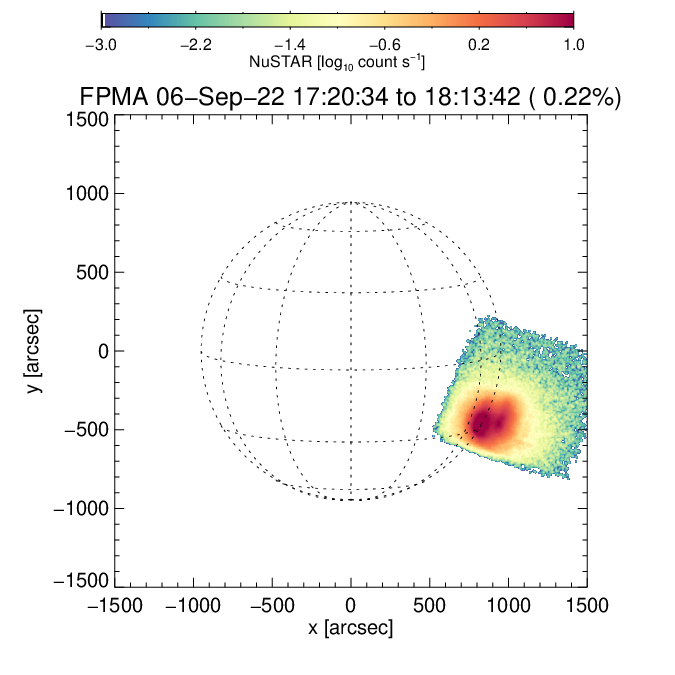 −3.0 −2.2 −1.4 −0.6 0.2 1.0
NuSTAR [log₁₀ count s⁻¹]
FPMA 06−Sep−22 17:20:34 to 18:13:42 ( 0.22%)
1500
1000
500
0
−500
−1000
−1500
y [arcsec]
−1500 −1000 −500 0 500 1000 1500
x [arcsec]